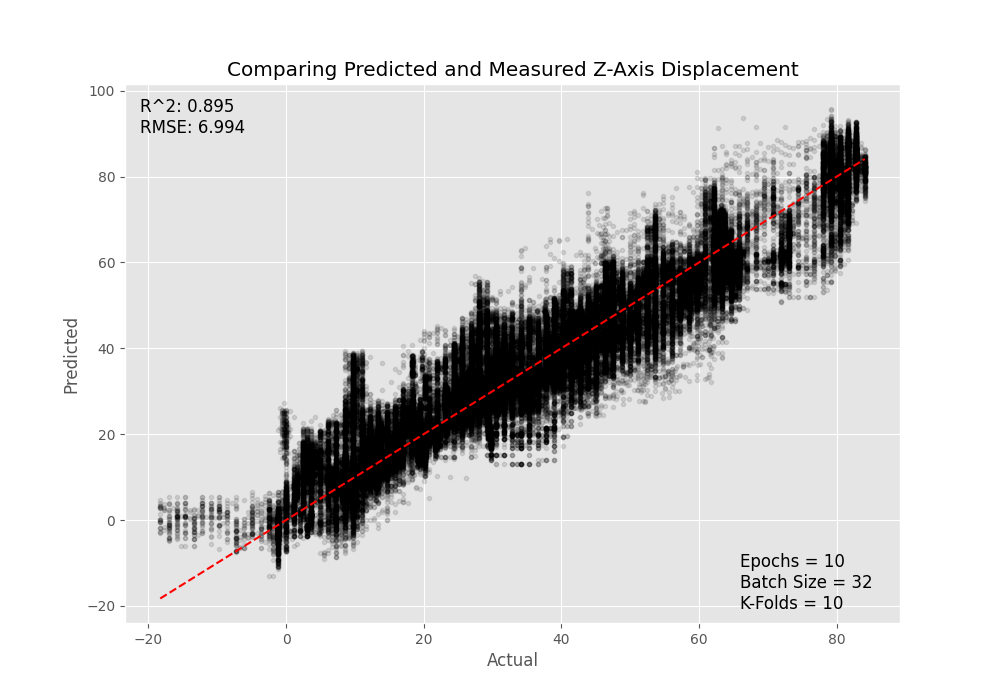 Comparing Predicted and Measured Z-Axis Displacement
R^2: 0.895
RMSE: 6.994
100
80
60
40
20
0
−20
Predicted
Epochs = 10
Batch Size = 32
K-Folds = 10
−20 0 20 40 60 80
Actual